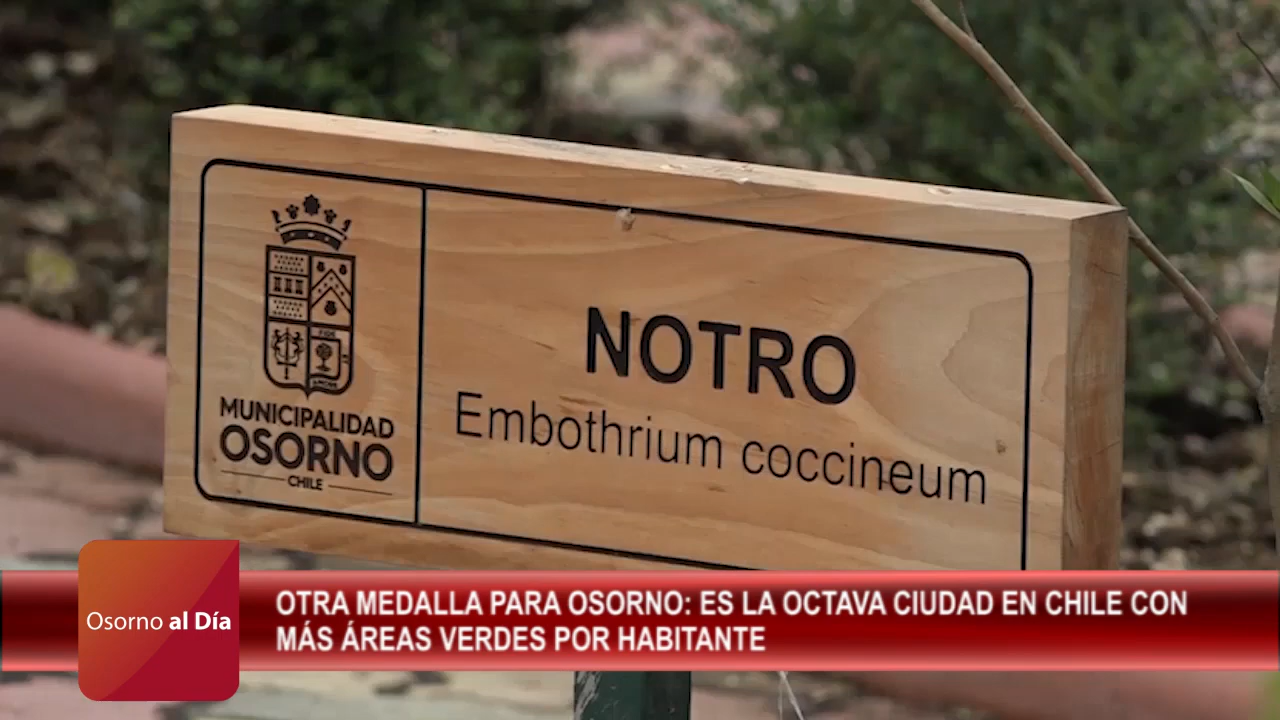 NOTRO
Embothrium coccineum
FIDE
MUNICIPALIDAD
OSORNO
CHILE
Osorno al Día
OTRA MEDALLA PARA OSORNO: ES LA OCTAVA CIUDAD EN CHILE CON
MÁS ÁREAS VERDES POR HABITANTE